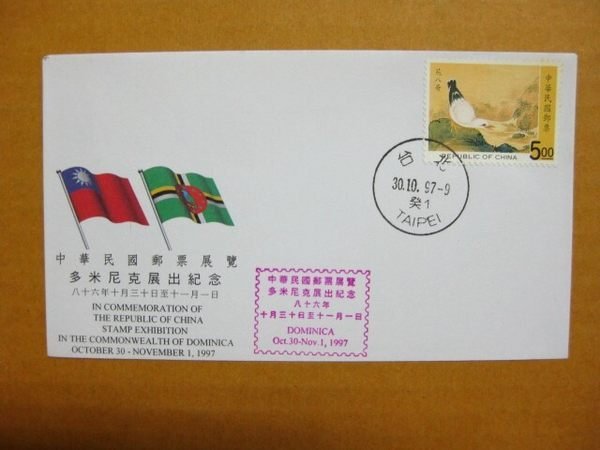 中華民國郵票
REPUBLIC OF CHINA
5.00
台北
30.10. 97-9
癸1
TAIPEI
中華民國郵票展覽
多米尼克展出紀念
八十六年十月三十日至十一月一日
IN COMMEMORATION OF
THE REPUBLIC OF CHINA
STAMP EXHIBITION
IN THE COMMONWEALTH OF DOMINICA
OCTOBER 30 - NOVEMBER 1, 1997
中華民國郵票展覽
多米尼克展出紀念
八十六年
十月三十日至十一月一日
DOMINICA
Oct.30-Nov.1, 1997